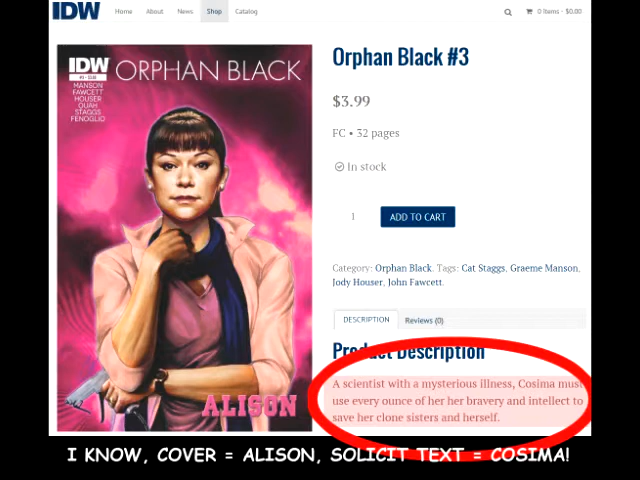 IDW
Home About News Shop Catalog
0 Items - $0.00
IDW
ORPHAN BLACK
#3 • $3.99
MANSON
FAWCETT
HOUSER
QUAH
STAGGS
FENOGLIO
ALISON
Orphan Black #3
$3.99
FC • 32 pages
In stock
1 ADD TO CART
Category: Orphan Black. Tags: Cat Staggs, Graeme Manson,
Jody Houser, John Fawcett.
DESCRIPTION Reviews (0)
Product Description
A scientist with a mysterious illness, Cosima must
use every ounce of her her bravery and intellect to
save her clone sisters and herself.
I KNOW, COVER = ALISON, SOLICIT TEXT = COSIMA!